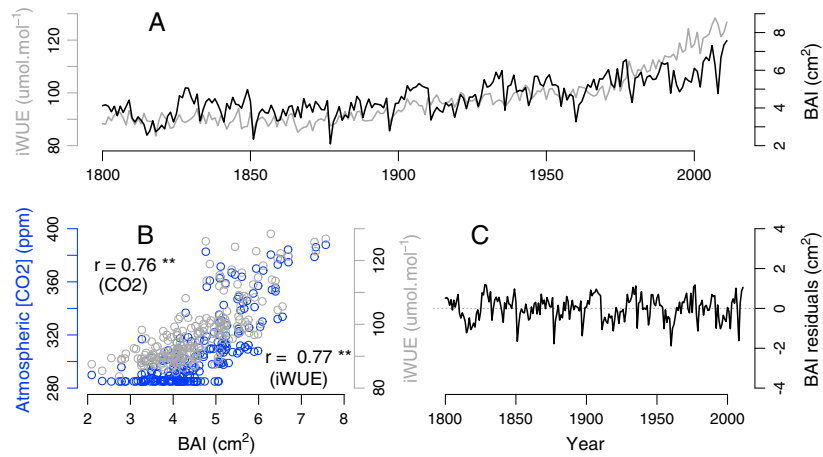 A
iWUE (umol.mol⁻¹)
80 100 120
BAI (cm²)
2 4 6 8
1800 1850 1900 1950 2000
B
Atmospheric [CO2] (ppm)
280 320 360 400
r = 0.76 **
(CO2)
r = 0.77 **
(iWUE)
80 100 120
iWUE (umol.mol⁻¹)
2 3 4 5 6 7 8
BAI (cm²)
C
BAI residuals (cm²)
-4 -2 0 2 4
1800 1850 1900 1950 2000
Year